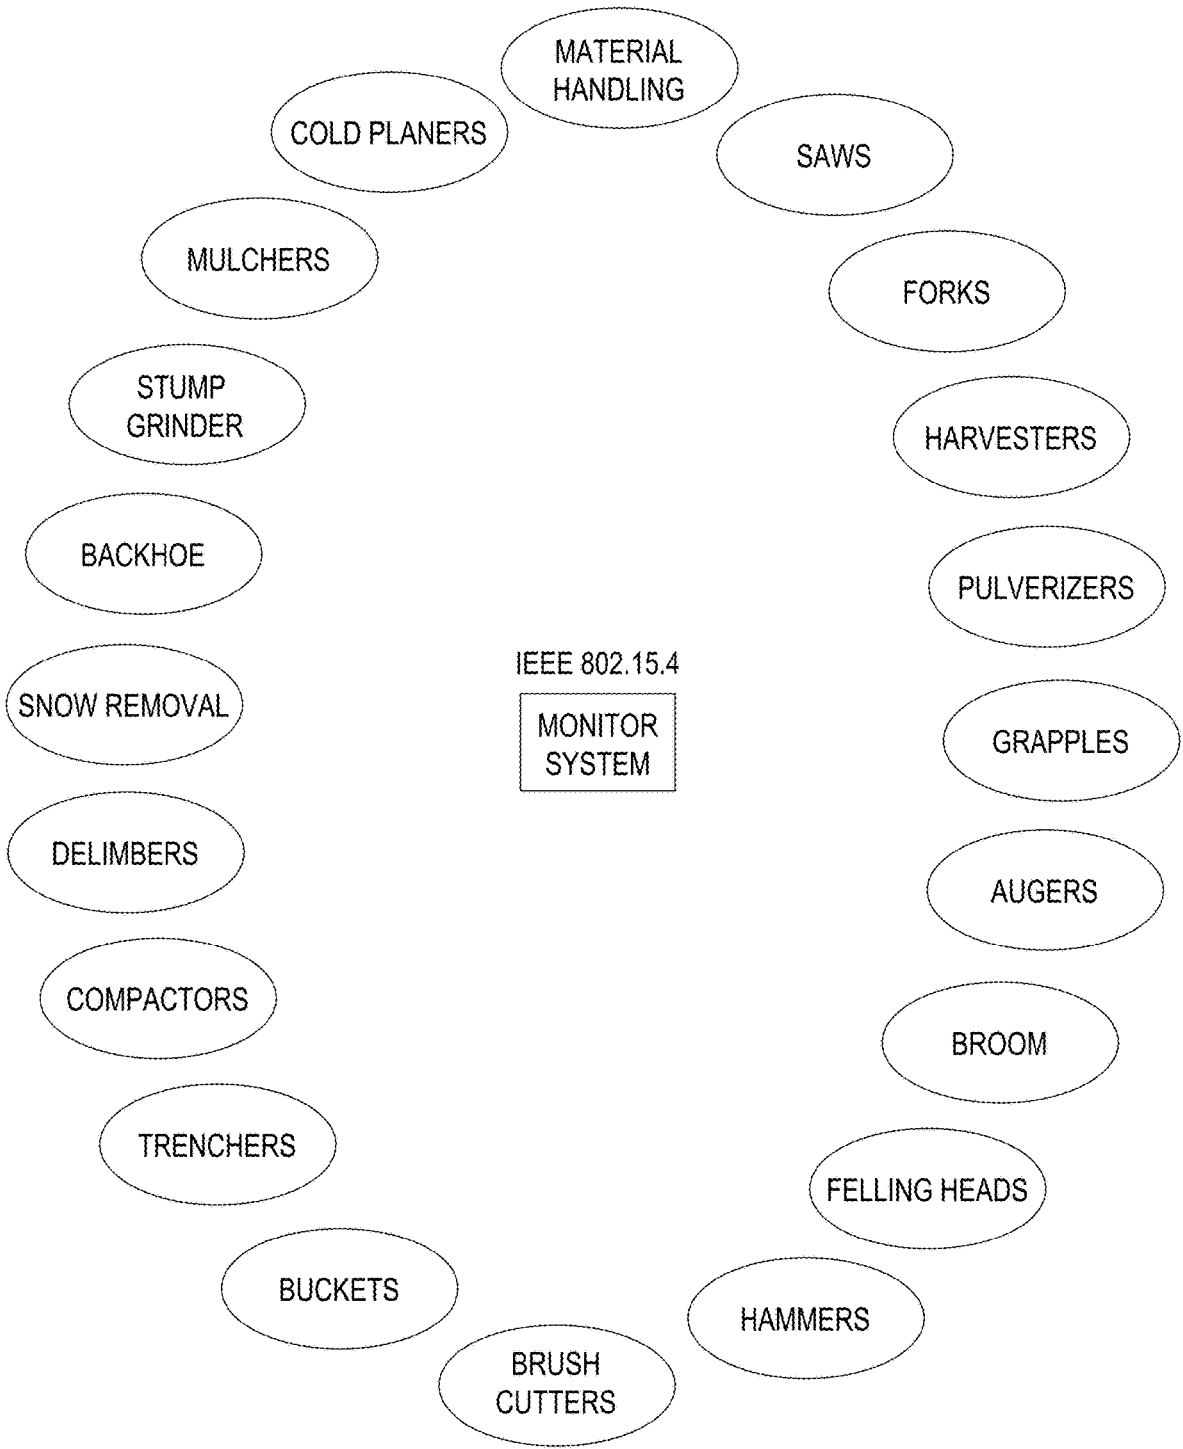 MATERIAL
HANDLING
COLD PLANERS
SAWS
MULCHERS
FORKS
STUMP
GRINDER
HARVESTERS
BACKHOE
PULVERIZERS
IEEE 802.15.4
SNOW REMOVAL
MONITOR
SYSTEM
GRAPPLES
DELIMBERS
AUGERS
COMPACTORS
BROOM
TRENCHERS
FELLING HEADS
BUCKETS
HAMMERS
BRUSH
CUTTERS